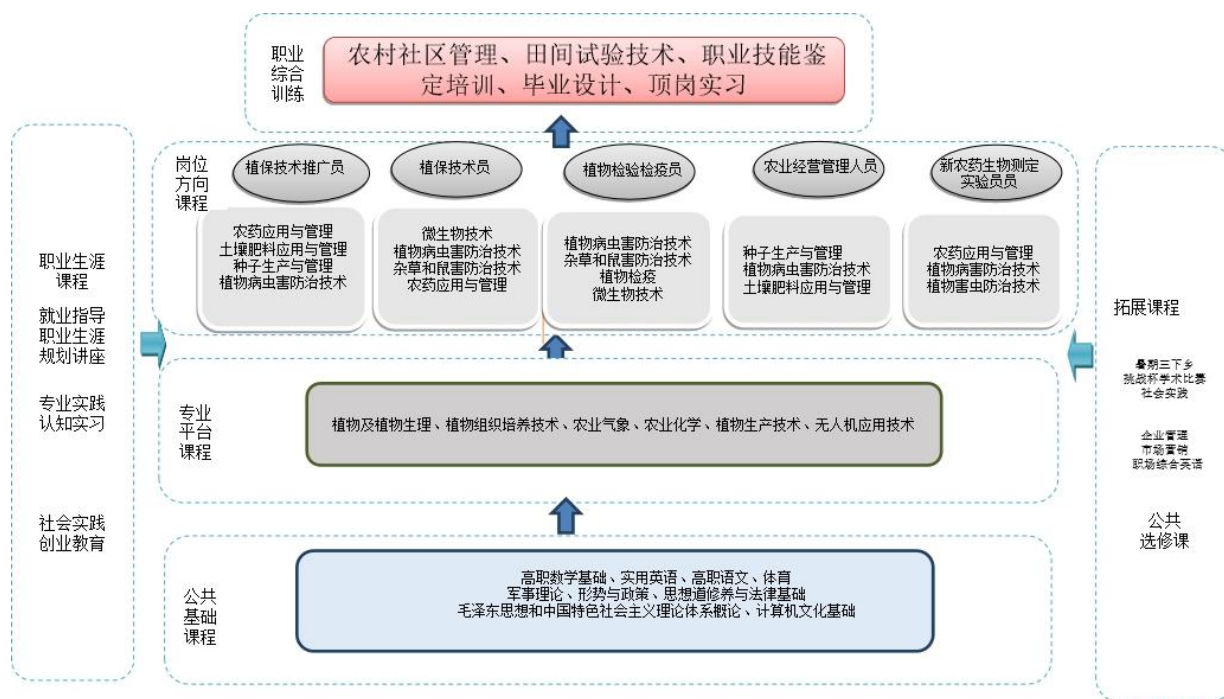 职业
综合
训练
农村社区管理、田间试验技术、职业技能鉴
定培训、毕业设计、顶岗实习
岗位
方向
课程
植保技术推广员
农药应用与管理
土壤肥料应用与管理
种子生产与管理
植物病虫害防治技术
植保技术员
微生物技术
植物病虫害防治技术
杂草和鼠害防治技术
农药应用与管理
植物检验检疫员
植物病虫害防治技术
杂草和鼠害防治技术
植物检疫
微生物技术
农业经营管理人员
种子生产与管理
植物病虫害防治技术
土壤肥料应用与管理
新农药生物测定
实验员员
农药应用与管理
植物病害防治技术
植物害虫防治技术
职业生涯
课程
就业指导
职业生涯
规划讲座
专业实践
认知实习
社会实践
创业教育
专业
平台
课程
植物及植物生理、植物组织培养技术、农业气象、农业化学、植物生产技术、无人机应用技术
公共
基础
课程
高职数学基础、实用英语、高职语文、体育
军事理论、形势与政策、思想道修养与法律基础
毛泽东思想和中国特色社会主义理论体系概论、计算机文化基础
拓展课程
暑期三下乡
挑战杯学术比赛
社会实践
企业管理
市场营销
职场综合英语
公共
选修课